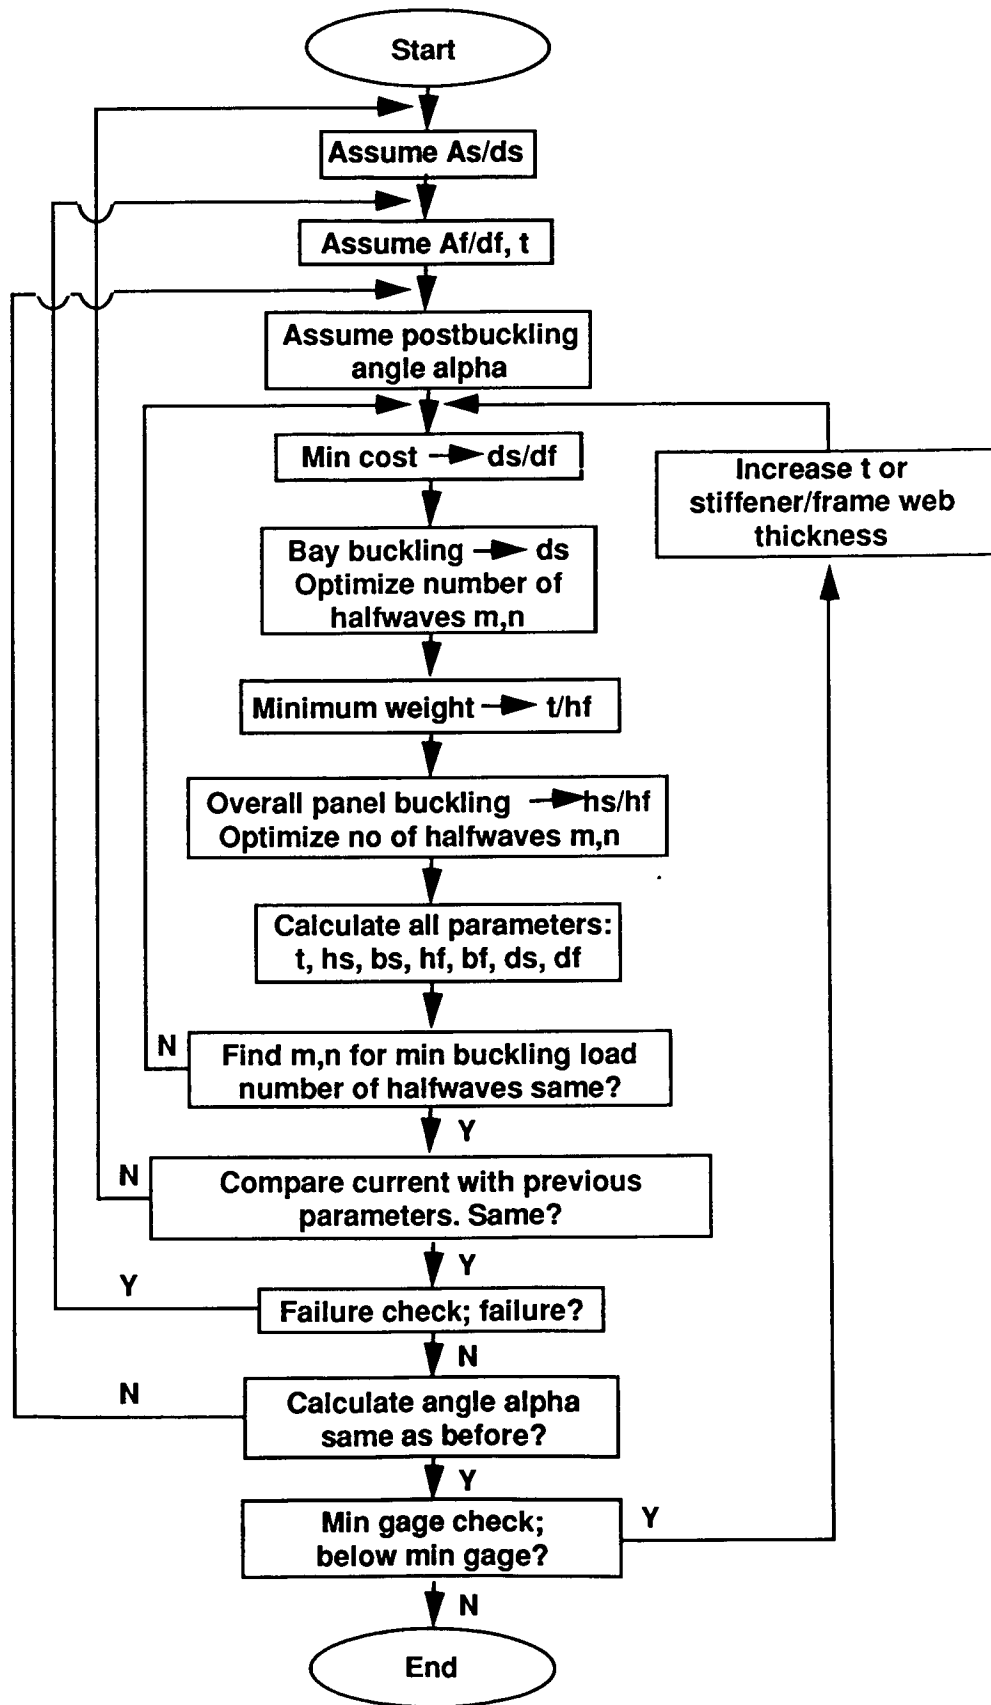 Start
Assume As/ds
Assume Af/df, t
Assume postbuckling
angle alpha
Min cost → ds/df
Increase t or
stiffener/frame web
thickness
Bay buckling → ds
Optimize number of
halfwaves m,n
Minimum weight → t/hf
Overall panel buckling → hs/hf
Optimize no of halfwaves m,n
Calculate all parameters:
t, hs, bs, hf, bf, ds, df
N
Find m,n for min buckling load
number of halfwaves same?
Y
N
Compare current with previous
parameters. Same?
Y
Y
Failure check; failure?
N
N
Calculate angle alpha
same as before?
Y
Min gage check;
below min gage?
Y
N
End